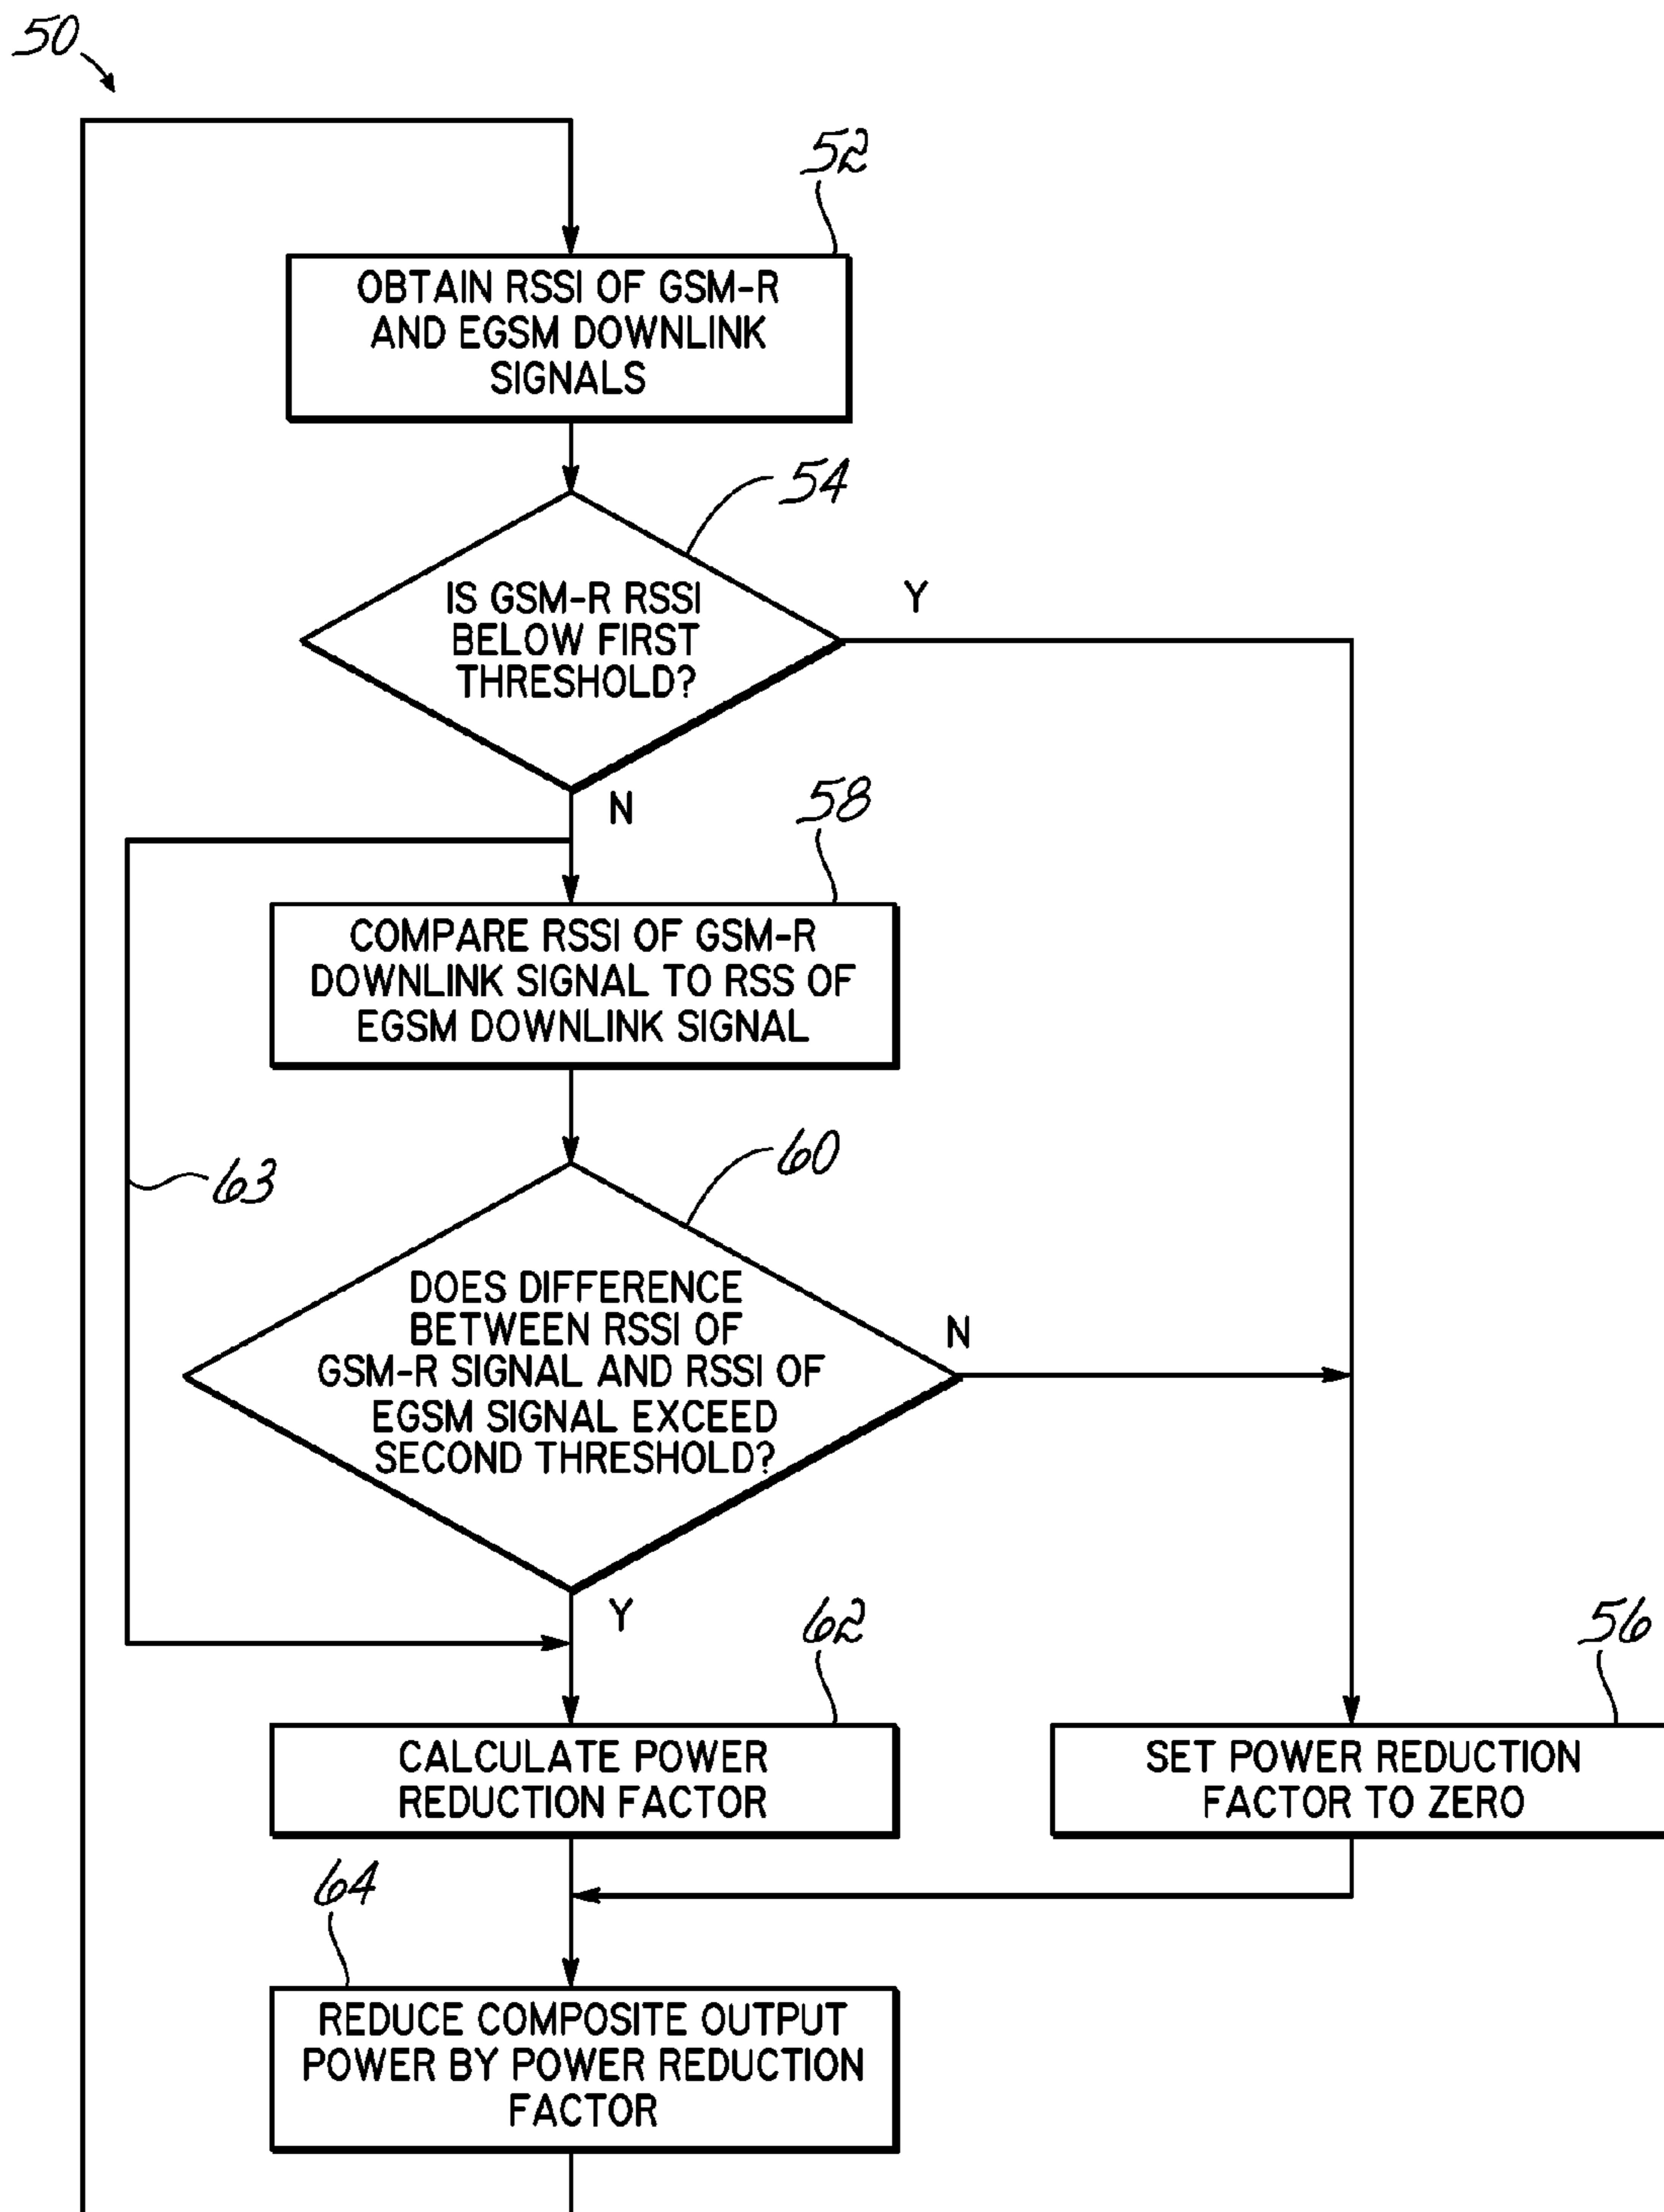 50
52
OBTAIN RSSI OF GSM-R
AND EGSM DOWNLINK
SIGNALS
54
IS GSM-R RSSI
BELOW FIRST
THRESHOLD?
Y
N
58
COMPARE RSSI OF GSM-R
DOWNLINK SIGNAL TO RSS OF
EGSM DOWNLINK SIGNAL
60
63
DOES DIFFERENCE
BETWEEN RSSI OF
GSM-R SIGNAL AND RSSI OF
EGSM SIGNAL EXCEED
SECOND THRESHOLD?
N
Y
62
56
CALCULATE POWER
REDUCTION FACTOR
SET POWER REDUCTION
FACTOR TO ZERO
64
REDUCE COMPOSITE OUTPUT
POWER BY POWER REDUCTION
FACTOR